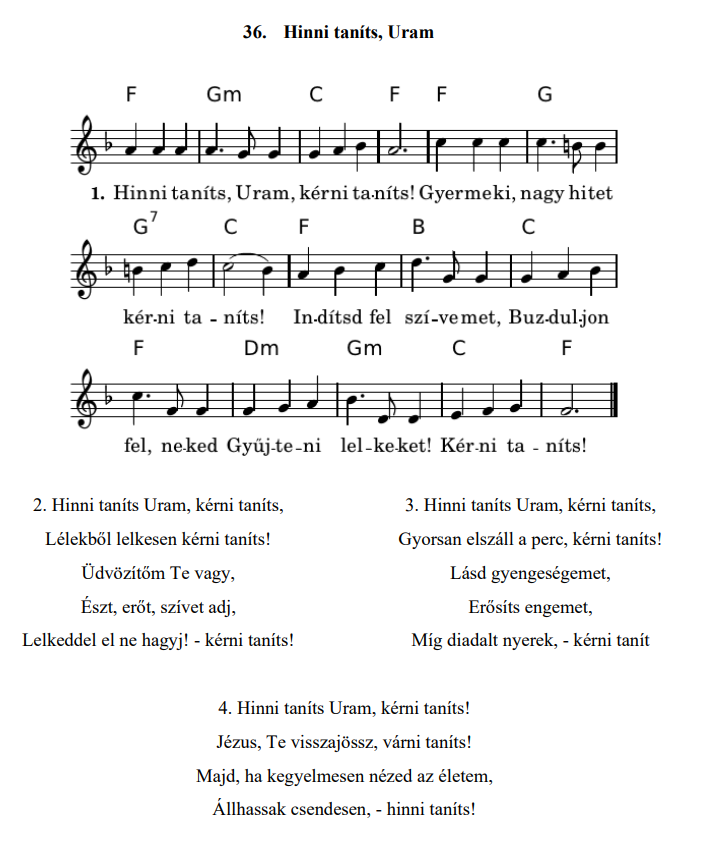 36. Hinni taníts, Uram
F Gm C F F G
1. Hinni taníts, Uram, kérni ta-níts! Gyermeki, nagy hitet
G7 C F B C
kér-ni ta - níts! In-dítsd fel szí-vemet, Buz-dul-jon
F Dm Gm C F
fel, ne-ked Gyűj-te-ni lel-ke-ket! Kér-ni ta - níts!
2. Hinni taníts Uram, kérni taníts,
Lélekből lelkesen kérni taníts!
Üdvözítőm Te vagy,
Észt, erőt, szívet adj,
Lelkeddel el ne hagyj! - kérni taníts!
3. Hinni taníts Uram, kérni taníts,
Gyorsan elszáll a perc, kérni taníts!
Lásd gyengeségemet,
Erősíts engemet,
Míg diadalt nyerek, - kérni tanít
4. Hinni taníts Uram, kérni taníts!
Jézus, Te visszajössz, várni taníts!
Majd, ha kegyelmesen nézed az életem,
Állhassak csendesen, - hinni taníts!